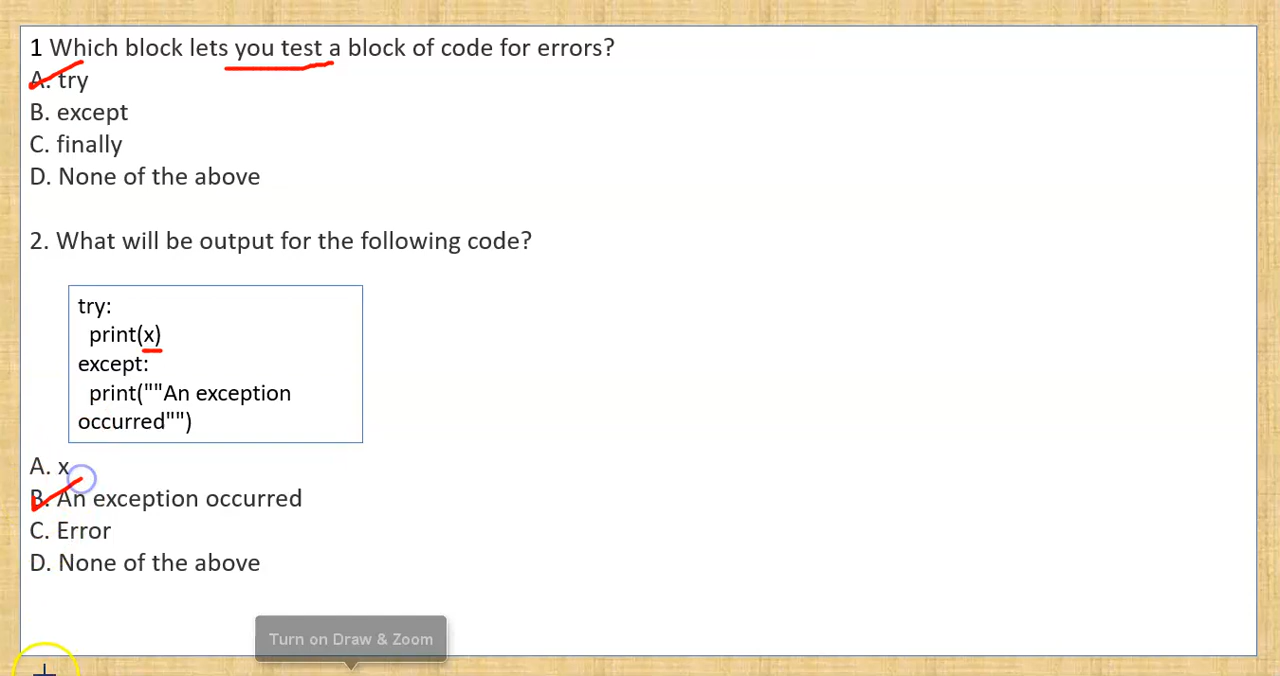 1 Which block lets you test a block of code for errors?
A. try
B. except
C. finally
D. None of the above
2. What will be output for the following code?
try:
print(x)
except:
print(""An exception
occurred"")
A. x
B. An exception occurred
C. Error
D. None of the above
Turn on Draw & Zoom